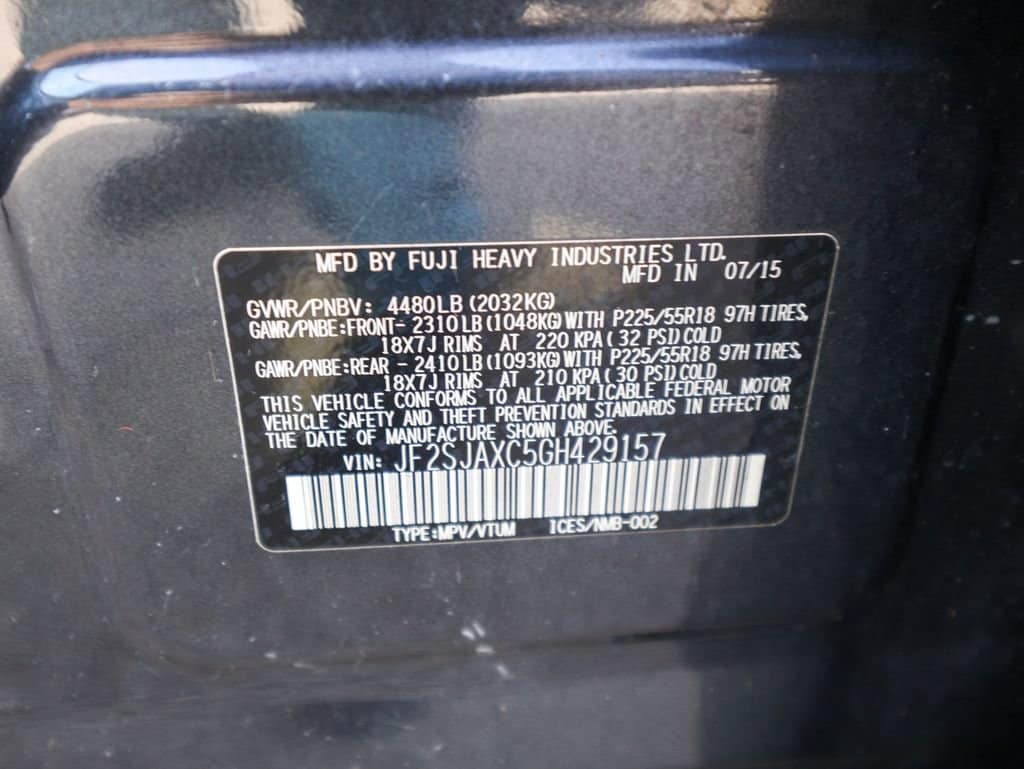 MFD BY FUJI HEAVY INDUSTRIES LTD.
MFD IN 07/15
GVWR/PNBV: 4480LB (2032KG)
GAWR/PNBE:FRONT- 2310LB (1048KG) WITH P225/55R18 97H TIRES,
18X7J RIMS AT 220 KPA ( 32 PSI) COLD
GAWR/PNBE:REAR - 2410LB (1093KG) WITH P225/55R18 97H TIRES,
18X7J RIMS AT 210 KPA ( 30 PSI) COLD
THIS VEHICLE CONFORMS TO ALL APPLICABLE FEDERAL MOTOR
VEHICLE SAFETY AND THEFT PREVENTION STANDARDS IN EFFECT ON
THE DATE OF MANUFACTURE SHOWN ABOVE.
VIN: JF2SJAXC5GH429157
TYPE:MPV/VTUM ICES/NMB-002